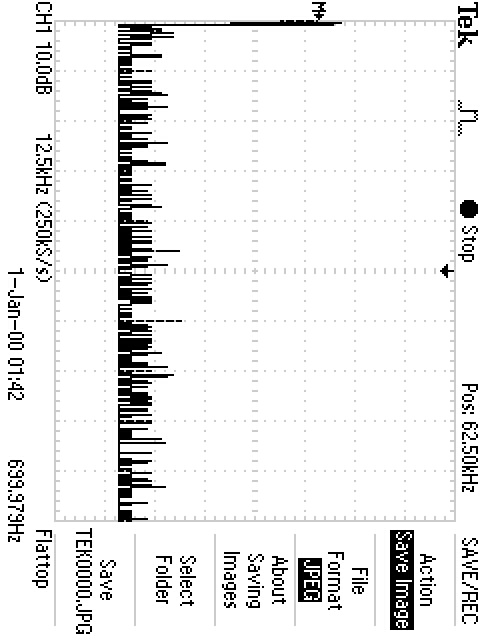 Tek Stop Pos: 62.50kHz SAVE/REC
Action
Save Image
File
Format
JPEG
M
About
Saving
Images
Select
Folder
Save
TEK0000.JPG
CH1 10.0dB 12.5kHz (250kS/s) Flattop
1-Jan-00 01:42 699.979Hz